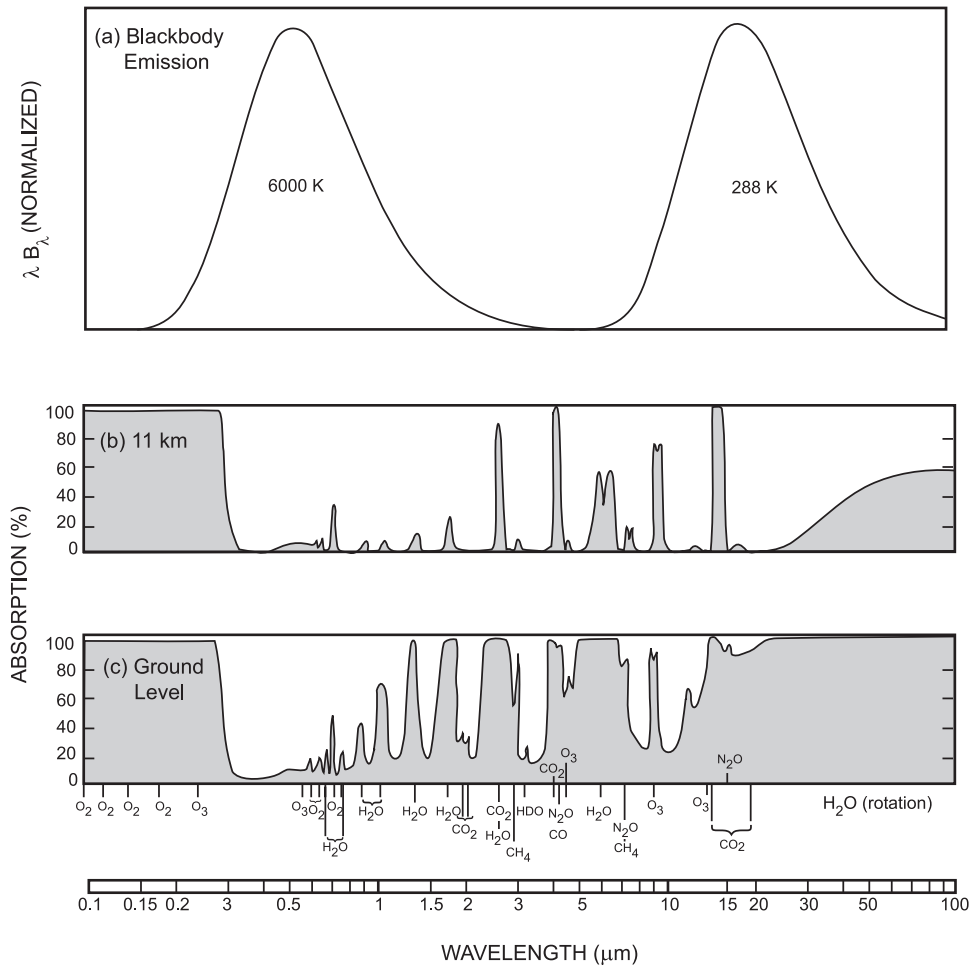 (a) Blackbody
Emission
6000 K
288 K
λ Bλ (NORMALIZED)
100
80
60
40
20
0
(b) 11 km
ABSORPTION (%)
100
80
60
40
20
0
(c) Ground
Level
O3
CO2
N2O
O2 O2 O2 O2 O3 O3 O2 O2 H2O H2O H2O CO2 HDO N2O H2O O3 O3 H2O (rotation)
H2O CO2 H2O CO N2O CO2
CH4 CH4
0.1 0.15 0.2 3 0.5 1 1.5 2 3 5 10 15 20 30 50 100
WAVELENGTH (μm)